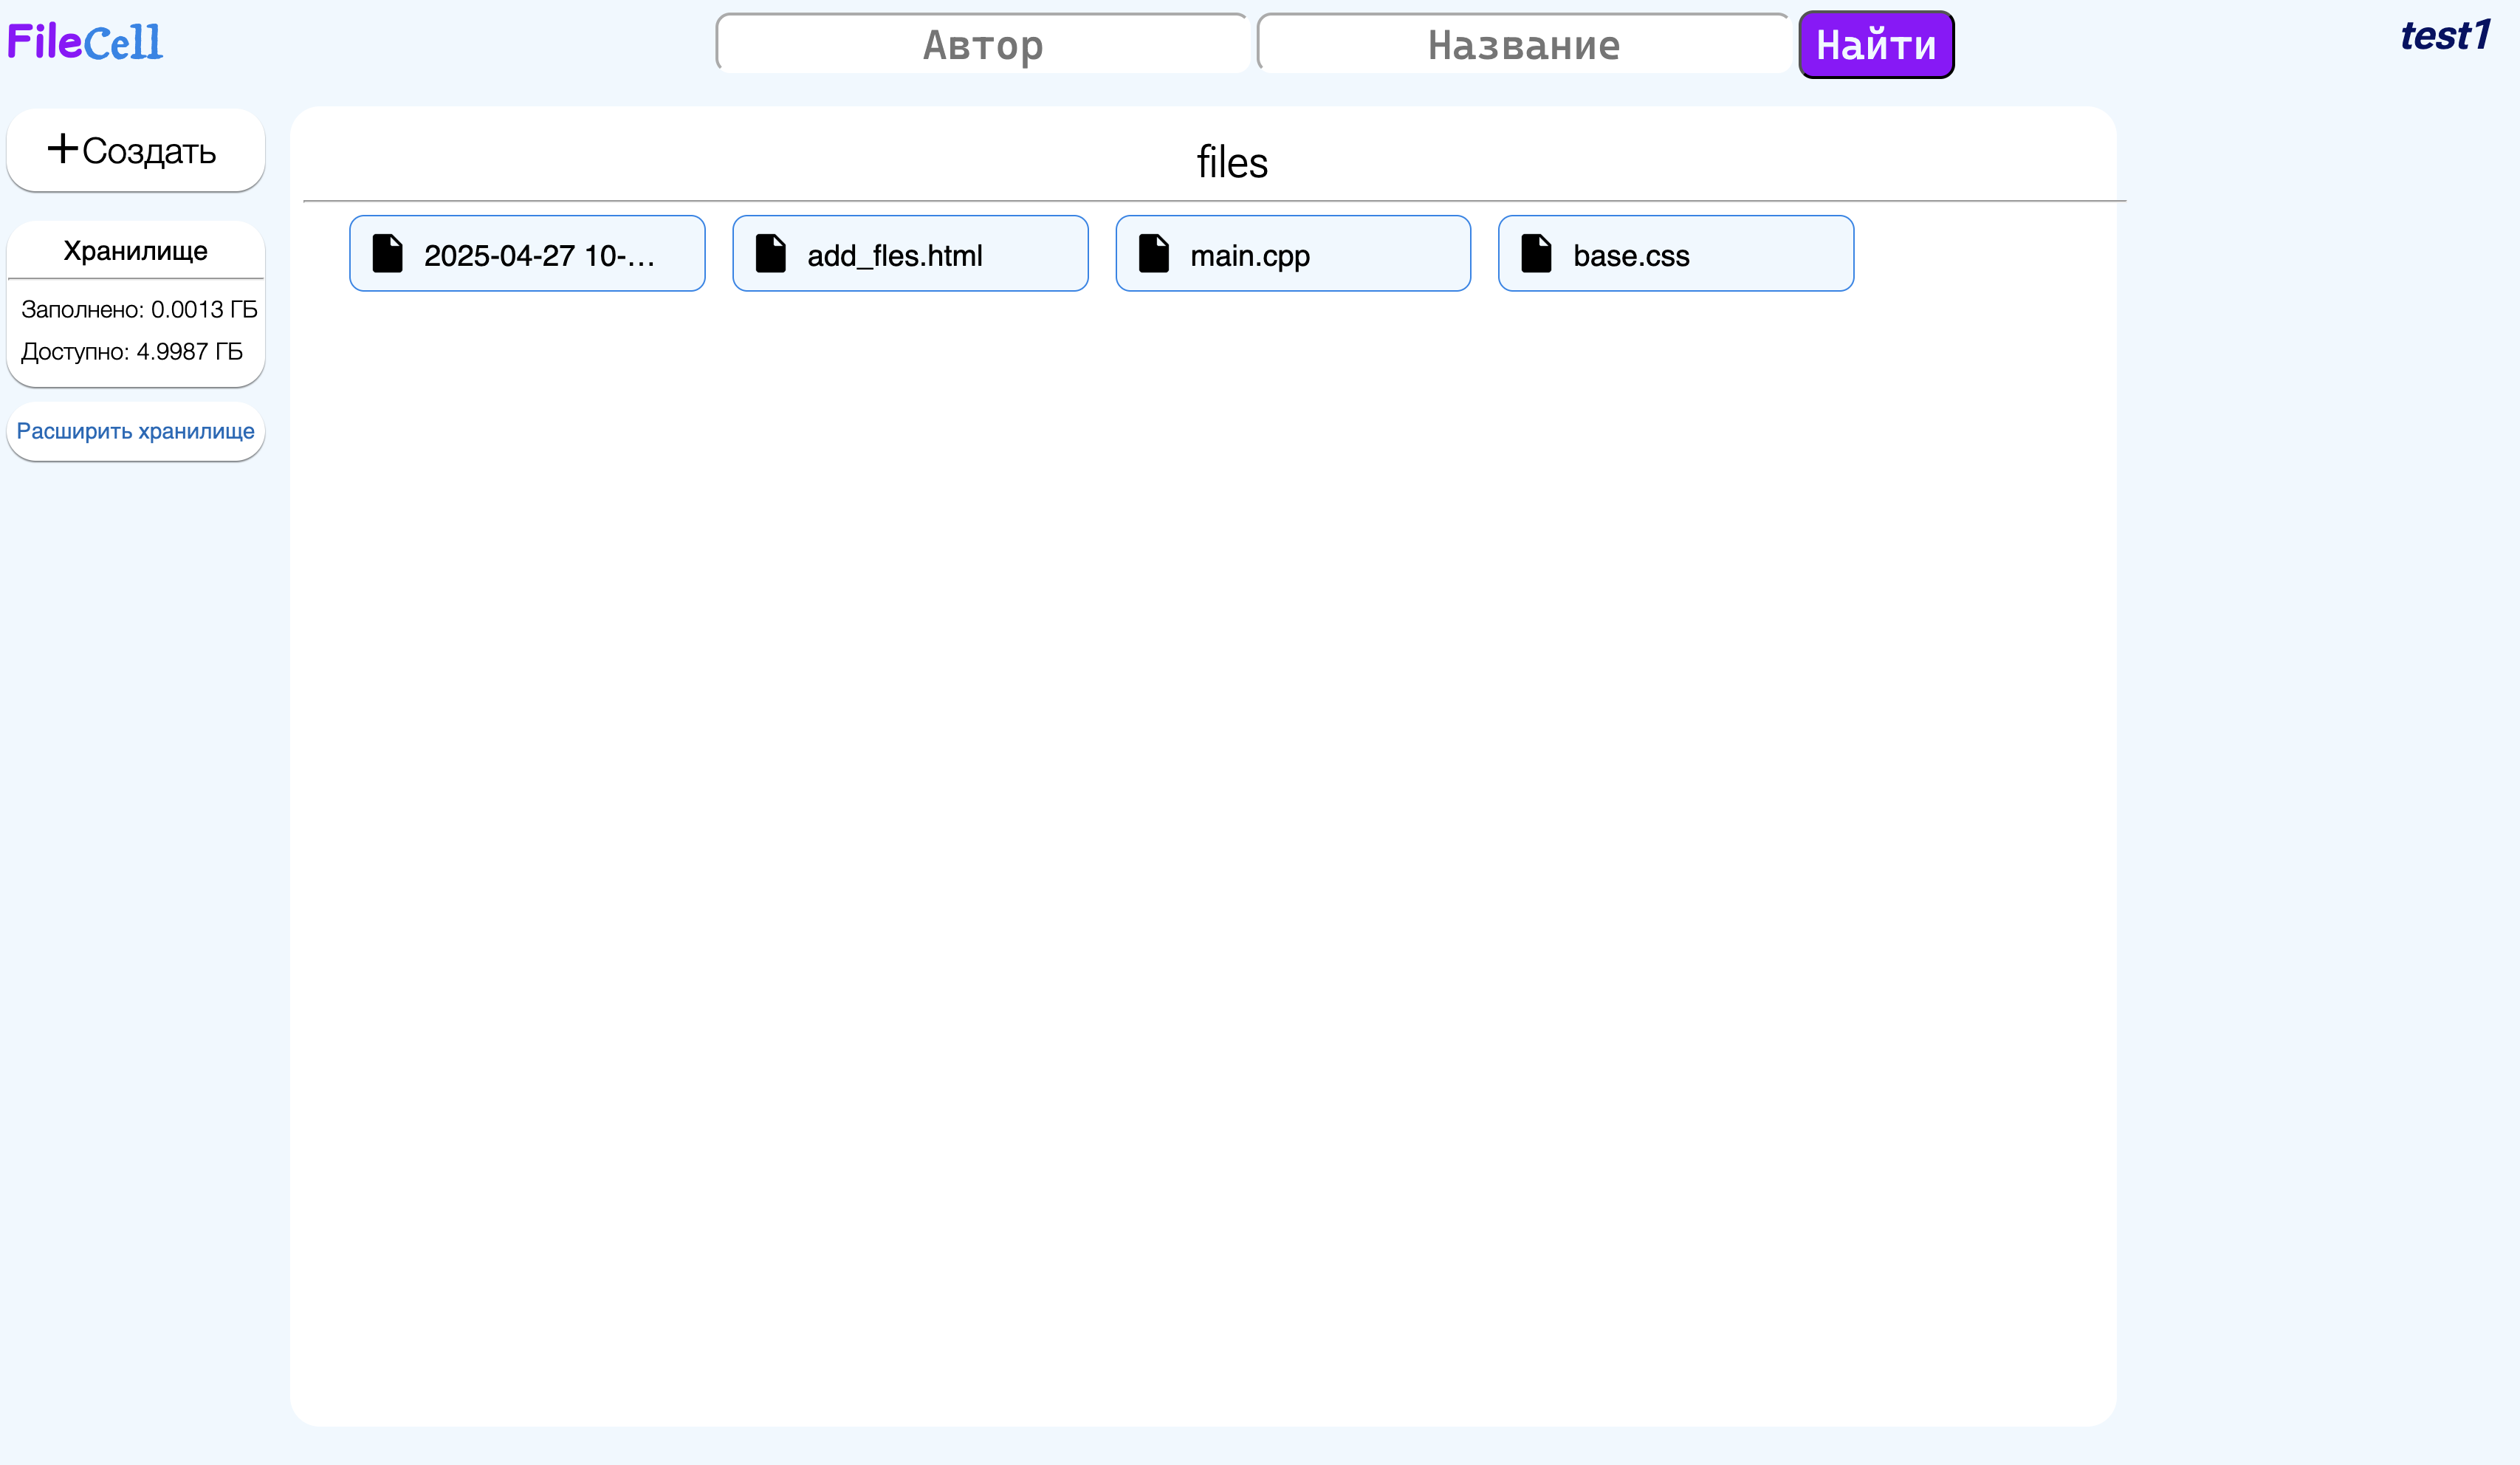 FileCell
Автор
Название
Найти
test1
+Создать
Хранилище
Заполнено: 0.0013 ГБ
Доступно: 4.9987 ГБ
Расширить хранилище
files
2025-04-27 10-...
add_fles.html
main.cpp
base.css